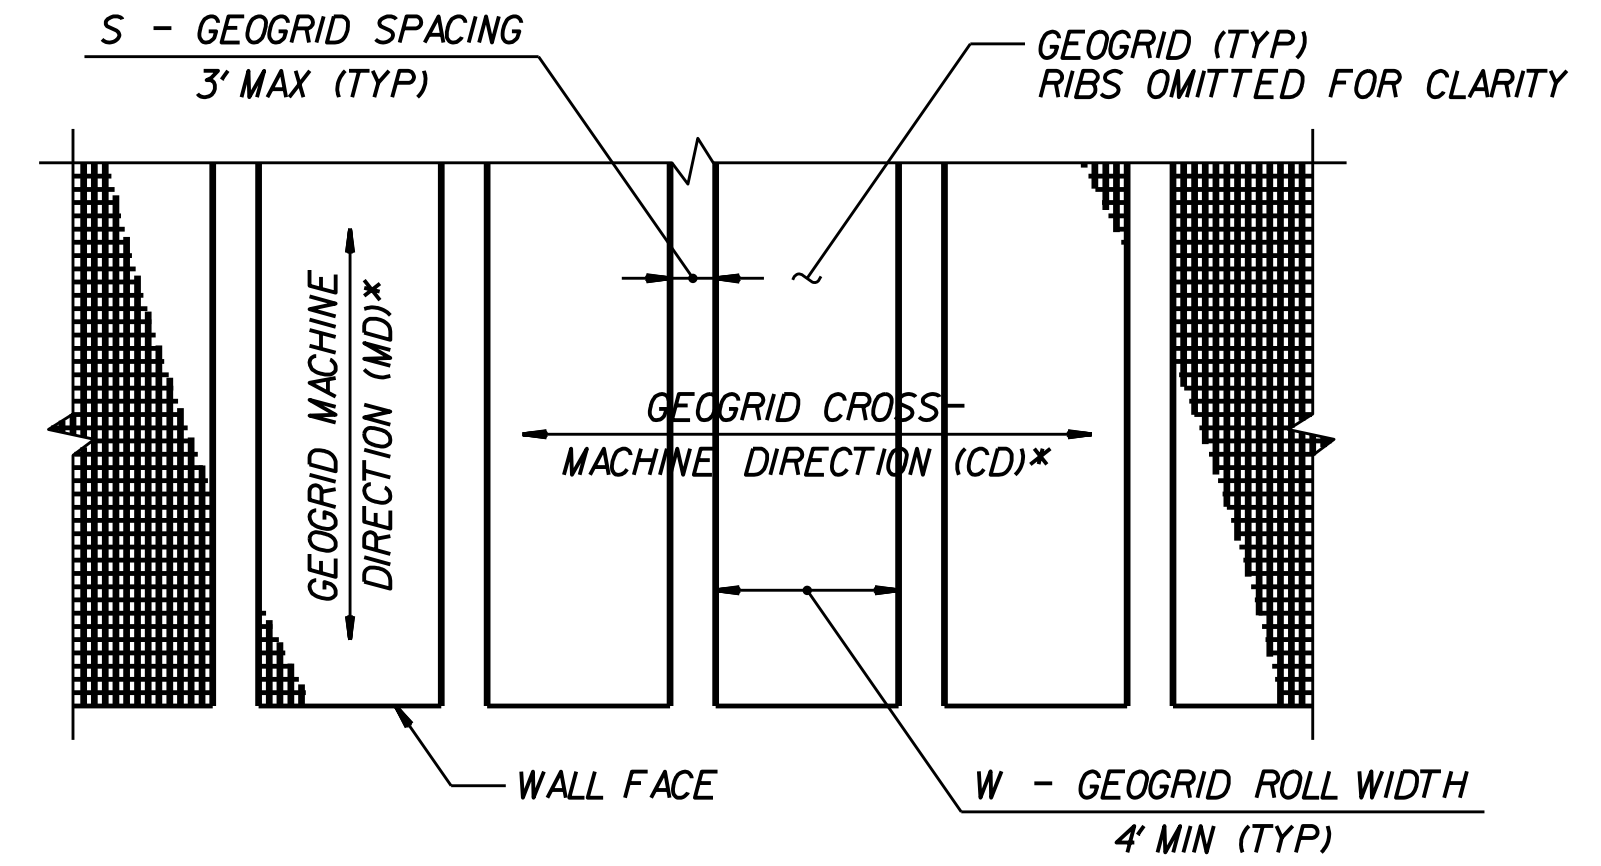 S - GEOGRID SPACING
3' MAX (TYP)
GEOGRID (TYP)
RIBS OMITTED FOR CLARITY
GEOGRID MACHINE
DIRECTION (MD)*
GEOGRID CROSS-
MACHINE DIRECTION (CD)*
WALL FACE
W - GEOGRID ROLL WIDTH
4' MIN (TYP)